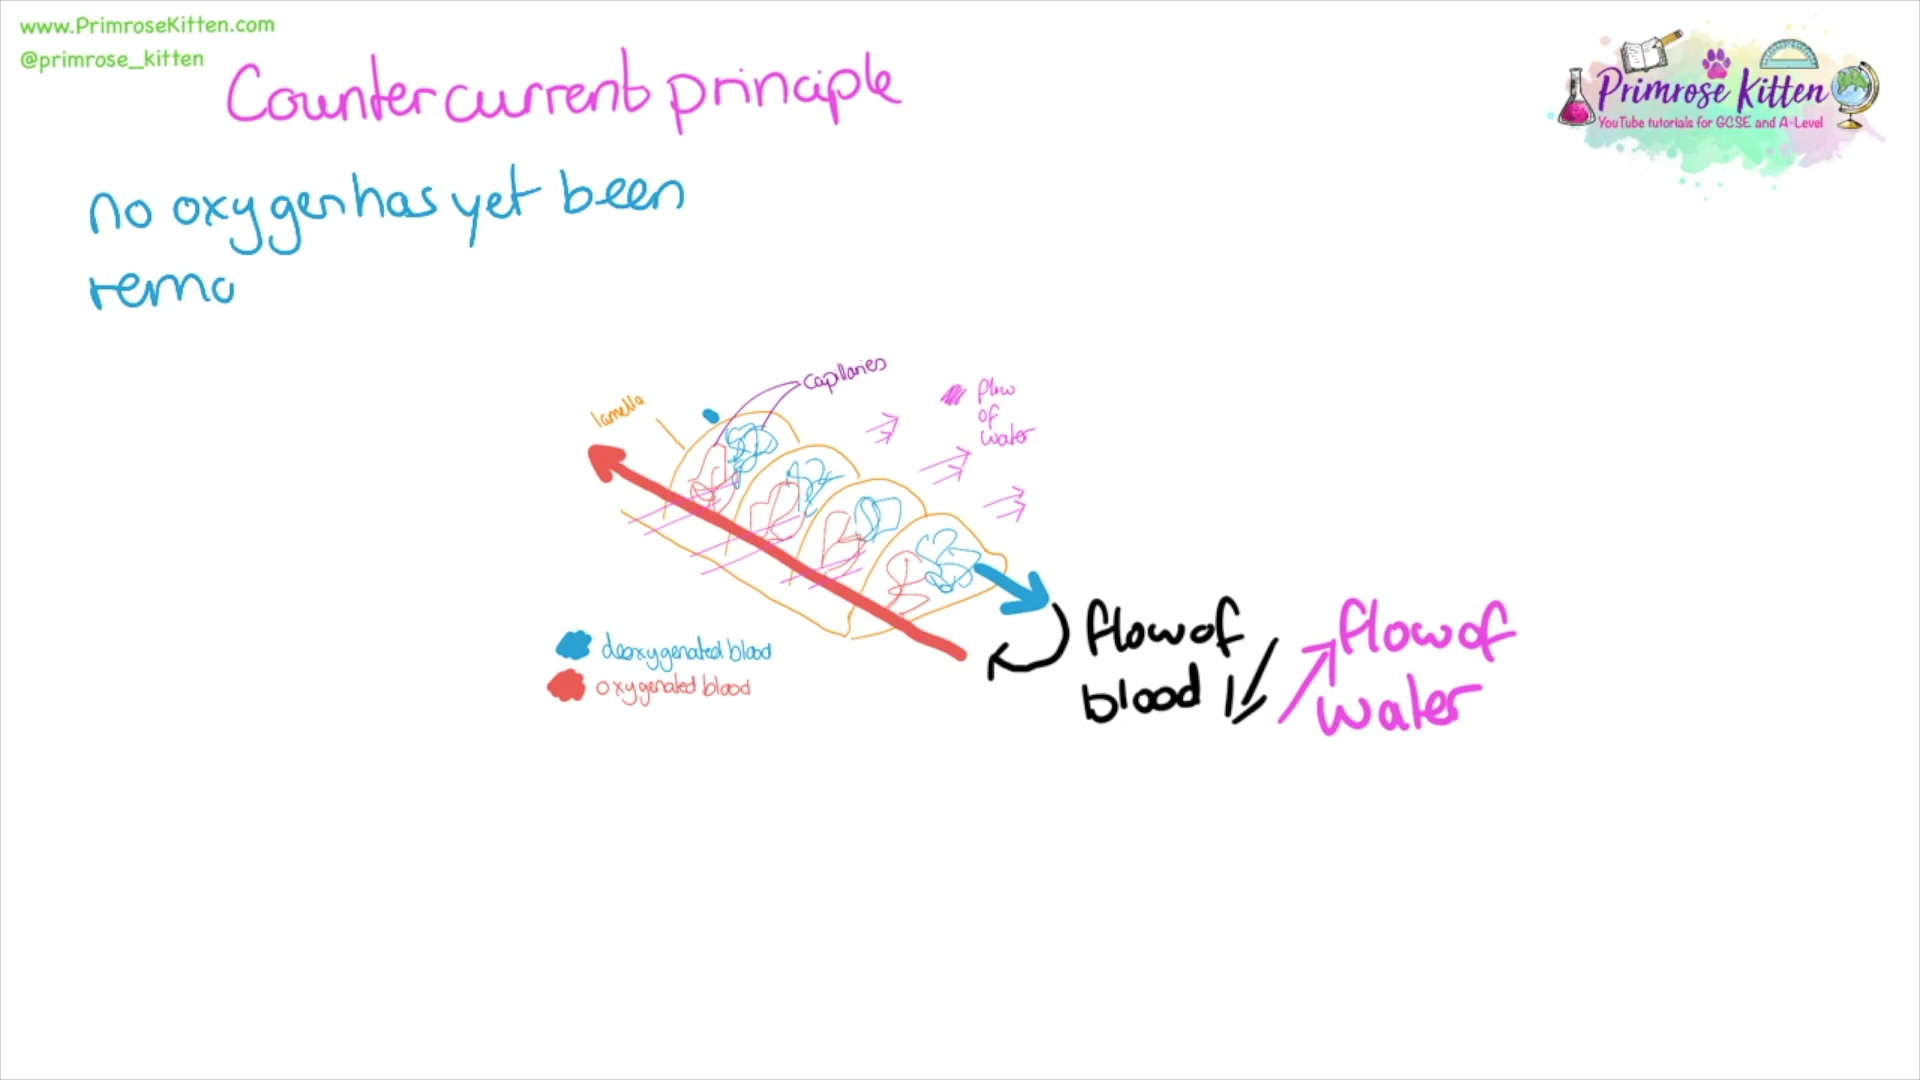 www.PrimroseKitten.com
@primrose_kitten
Primrose Kitten
YouTube tutorials for GCSE and A-Level
Countercurrent principle
no oxygen has yet been
remo
capillaries
lamella
flow
of
water
deoxygenated blood
oxygenated blood
flow of
blood
flow of
water